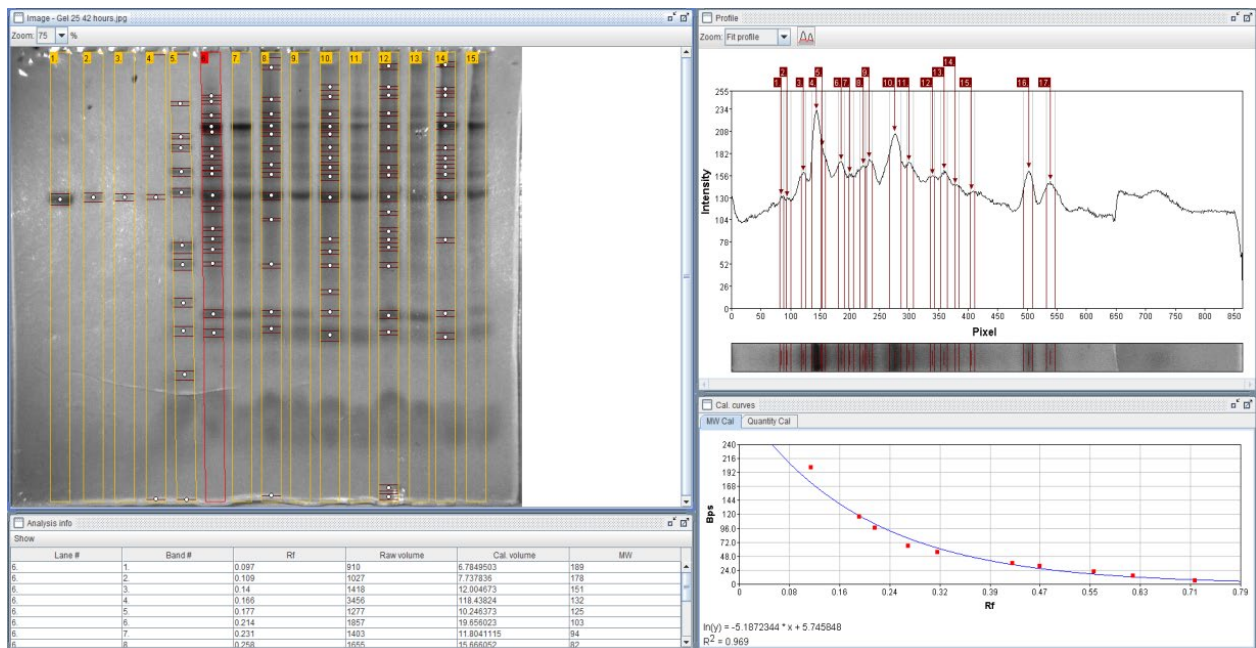 Image - Gel 25 42 hours.jpg
Zoom: 75 %
1. 2. 3. 4. 5. 6. 7. 8. 9. 10. 11. 12. 13. 14. 15.
Analysis info
Show
Lane # Band # Rf Raw volume Cal. volume MW
6. 1. 0.097 910 6.7849503 189
6. 2. 0.109 1027 7.737836 178
6. 3. 0.14 1418 12.004673 151
6. 4. 0.166 3456 118.43824 132
6. 5. 0.177 1277 10.246373 125
6. 6. 0.214 1857 19.656023 103
6. 7. 0.231 1403 11.8041115 94
6. 8. 0.258 1655 15.666052 82
Profile
Zoom: Fit profile
14
2 5 9 13
1 3 4 6 7 8 10 11 12 15 16 17
255
234
208
182
156
130
104
78
52
26
0
Intensity
0 50 100 150 200 250 300 350 400 450 500 550 600 650 700 750 800 850
Pixel
Cal. curves
MW Cal Quantity Cal
240
216
192
168
144
120
96.0
72.0
48.0
24.0
0
Bps
0 0.08 0.16 0.24 0.32 0.39 0.47 0.55 0.63 0.71 0.79
Rf
ln(y) = -5.1872344 * x + 5.745848
R² = 0.969